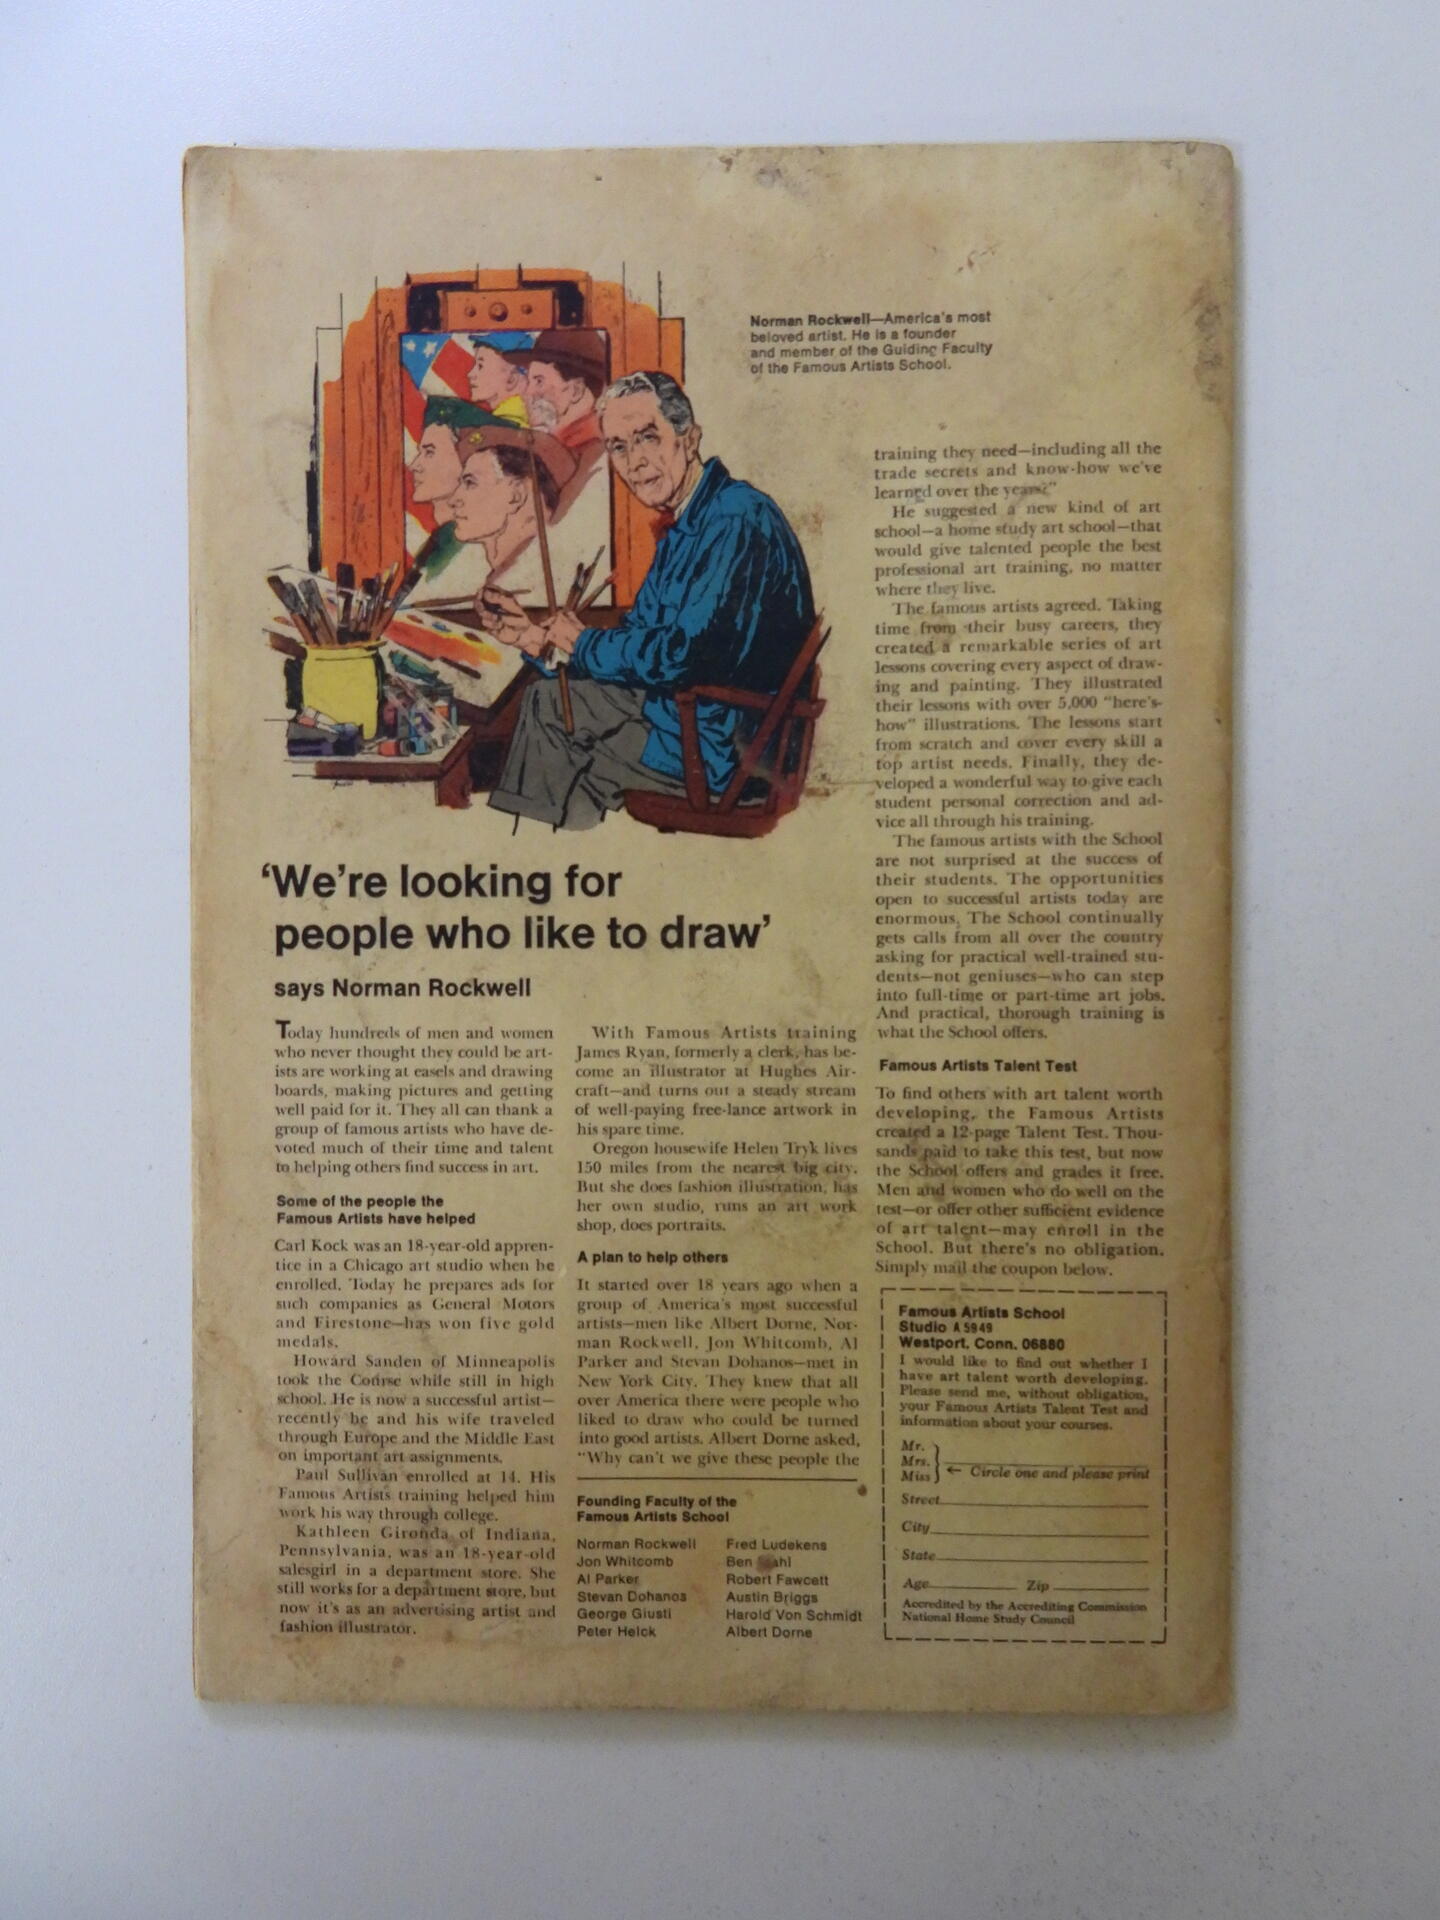 Norman Rockwell—America's most
beloved artist. He is a founder
and member of the Guiding Faculty
of the Famous Artists School.
'We're looking for
people who like to draw'
says Norman Rockwell
Today hundreds of men and women
who never thought they could be art-
ists are working at easels and drawing
boards, making pictures and getting
well paid for it. They all can thank a
group of famous artists who have de-
voted much of their time and talent
to helping others find success in art.
Some of the people the
Famous Artists have helped
Carl Kock was an 18-year-old appren-
tice in a Chicago art studio when he
enrolled. Today he prepares ads for
such companies as General Motors
and Firestone—has won five gold
medals.
Howard Sanden of Minneapolis
took the Course while still in high
school. He is now a successful artist—
recently he and his wife traveled
through Europe and the Middle East
on important art assignments.
Paul Sullivan enrolled at 14. His
Famous Artists training helped him
work his way through college.
Kathleen Gironda of Indiana,
Pennsylvania, was an 18-year-old
salesgirl in a department store. She
still works for a department store, but
now it's as an advertising artist and
fashion illustrator.
With Famous Artists training
James Ryan, formerly a clerk, has be-
come an illustrator at Hughes Air-
craft—and turns out a steady stream
of well-paying free-lance artwork in
his spare time.
Oregon housewife Helen Tryk lives
150 miles from the nearest big city.
But she does fashion illustration, has
her own studio, runs an art work
shop, does portraits.
A plan to help others
It started over 18 years ago when a
group of America's most successful
artists—men like Albert Dorne, Nor-
man Rockwell, Jon Whitcomb, Al
Parker and Stevan Dohanos—met in
New York City. They knew that all
over America there were people who
liked to draw who could be turned
into good artists. Albert Dorne asked,
"Why can't we give these people the
Founding Faculty of the
Famous Artists School
Norman Rockwell
Jon Whitcomb
Al Parker
Stevan Dohanos
George Giusti
Peter Helck
Fred Ludekens
Ben Stahl
Robert Fawcett
Austin Briggs
Harold Von Schmidt
Albert Dorne
training they need—including all the
trade secrets and know-how we've
learned over the years?"
He suggested a new kind of art
school—a home study art school—that
would give talented people the best
professional art training, no matter
where they live.
The famous artists agreed. Taking
time from their busy careers, they
created a remarkable series of art
lessons covering every aspect of draw-
ing and painting. They illustrated
their lessons with over 5,000 "here's-
how" illustrations. The lessons start
from scratch and cover every skill a
top artist needs. Finally, they de-
veloped a wonderful way to give each
student personal correction and ad-
vice all through his training.
The famous artists with the School
are not surprised at the success of
their students. The opportunities
open to successful artists today are
enormous. The School continually
gets calls from all over the country
asking for practical well-trained stu-
dents—not geniuses—who can step
into full-time or part-time art jobs.
And practical, thorough training is
what the School offers.
Famous Artists Talent Test
To find others with art talent worth
developing, the Famous Artists
created a 12-page Talent Test. Thou-
sands paid to take this test, but now
the School offers and grades it free.
Men and women who do well on the
test—or offer other sufficient evidence
of art talent—may enroll in the
School. But there's no obligation.
Simply mail the coupon below.
Famous Artists School
Studio A5949
Westport, Conn. 06880
I would like to find out whether I
have art talent worth developing.
Please send me, without obligation,
your Famous Artists Talent Test and
information about your courses.
Mr.
Mrs.
Miss ← Circle one and please print
Street
City
State
Age Zip
Accredited by the Accrediting Commission
National Home Study Council